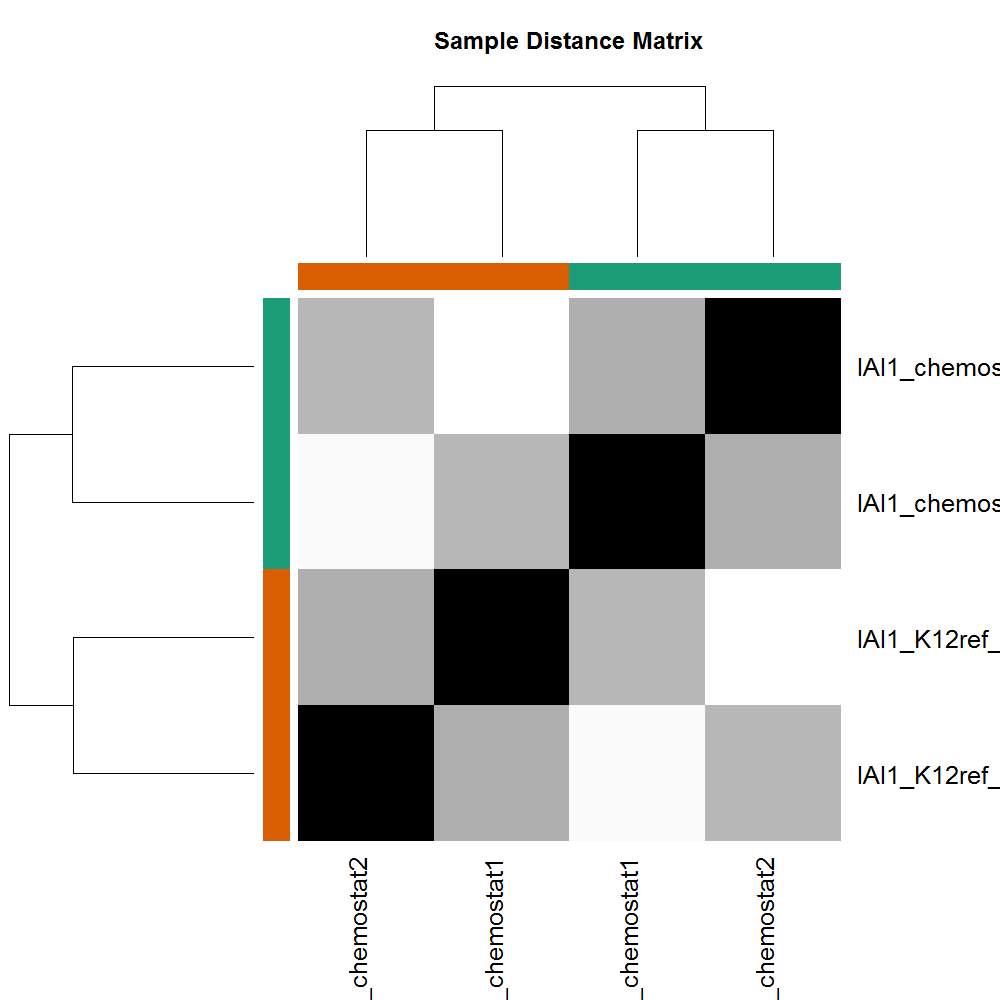 Sample Distance Matrix
IAI1_chemos
IAI1_chemos
IAI1_K12ref_
IAI1_K12ref_
_chemostat2
_chemostat1
_chemostat1
_chemostat2